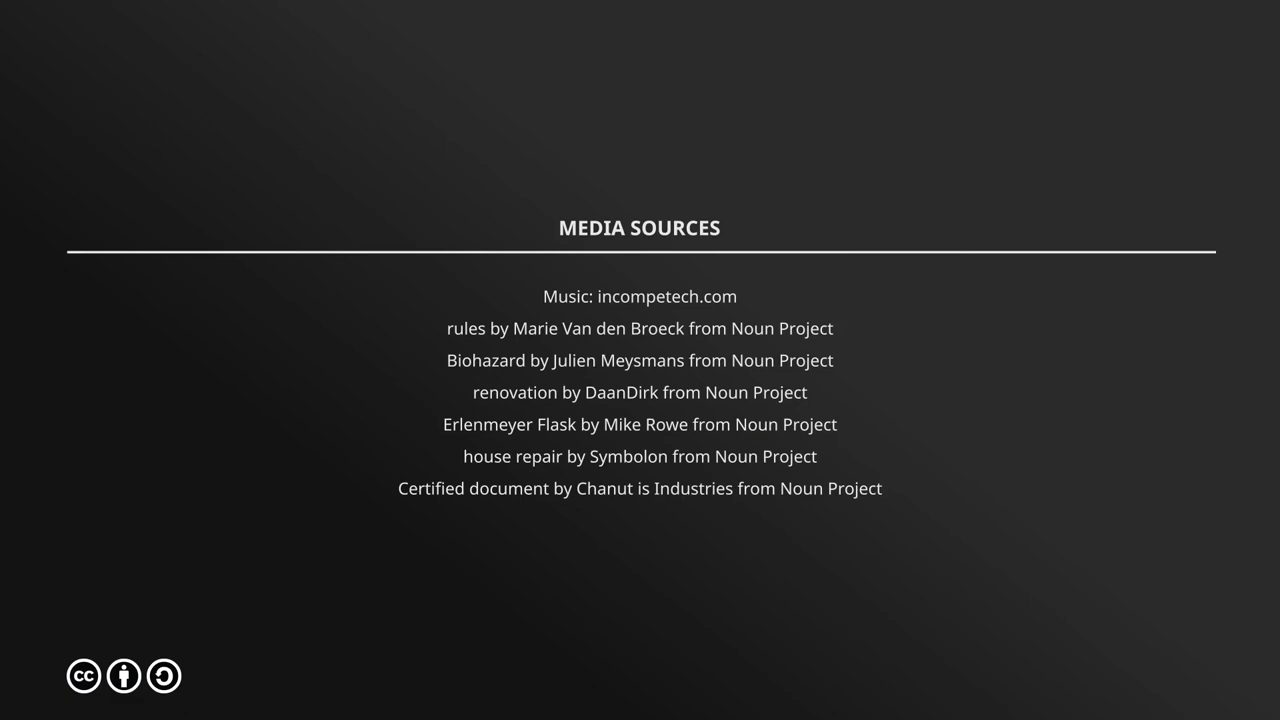 MEDIA SOURCES
Music: incompetech.com
rules by Marie Van den Broeck from Noun Project
Biohazard by Julien Meysmans from Noun Project
renovation by DaanDirk from Noun Project
Erlenmeyer Flask by Mike Rowe from Noun Project
house repair by Symbolon from Noun Project
Certified document by Chanut is Industries from Noun Project
cc